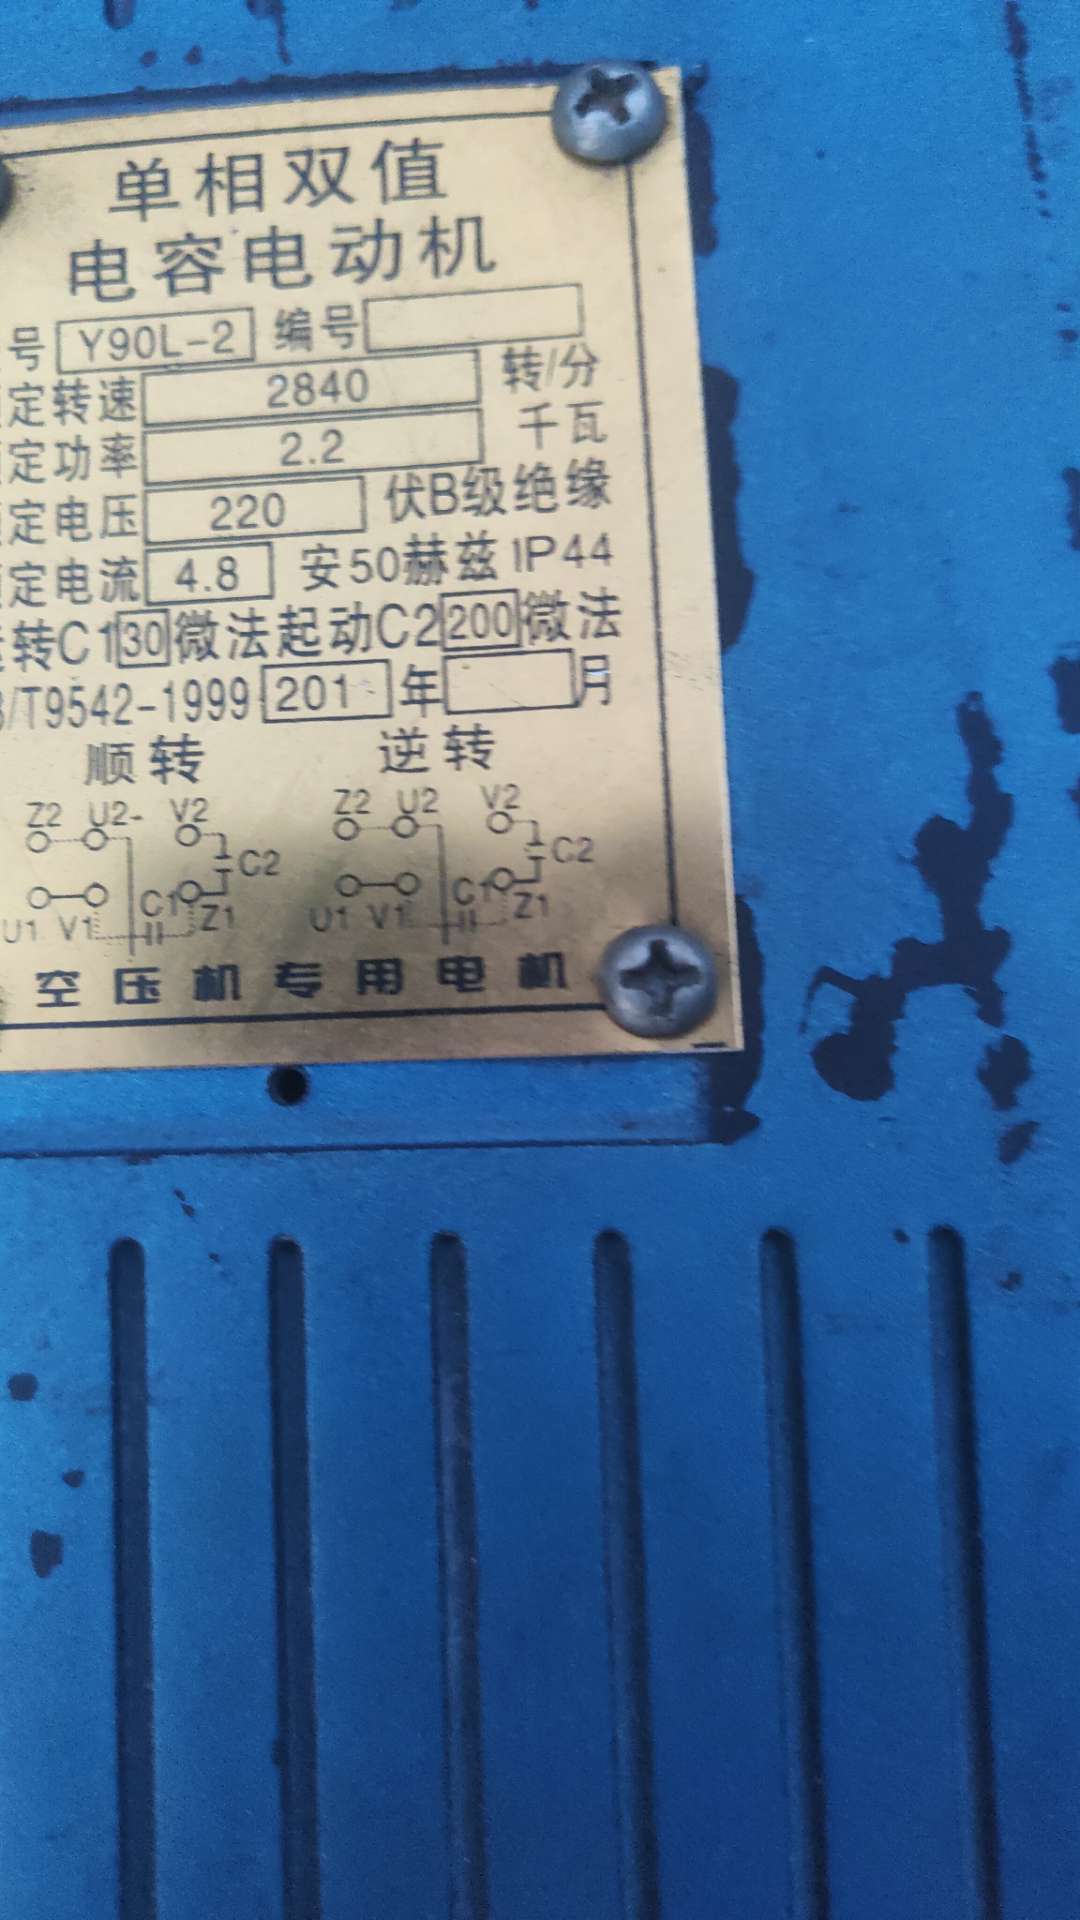 单相双值
电容电动机
号 Y90L-2 编号
定转速 2840 转/分
定功率 2.2 千瓦
定电压 220 伏B级绝缘
定电流 4.8 安50赫兹 IP44
转C1 30 微法起动C2 200 微法
/T9542-1999 201 年 月
顺转 逆转
Z2 U2 V2 Z2 U2 V2
C2 C2
C1 Z1 C1 Z1
U1 V1 U1 V1
空压机专用电机